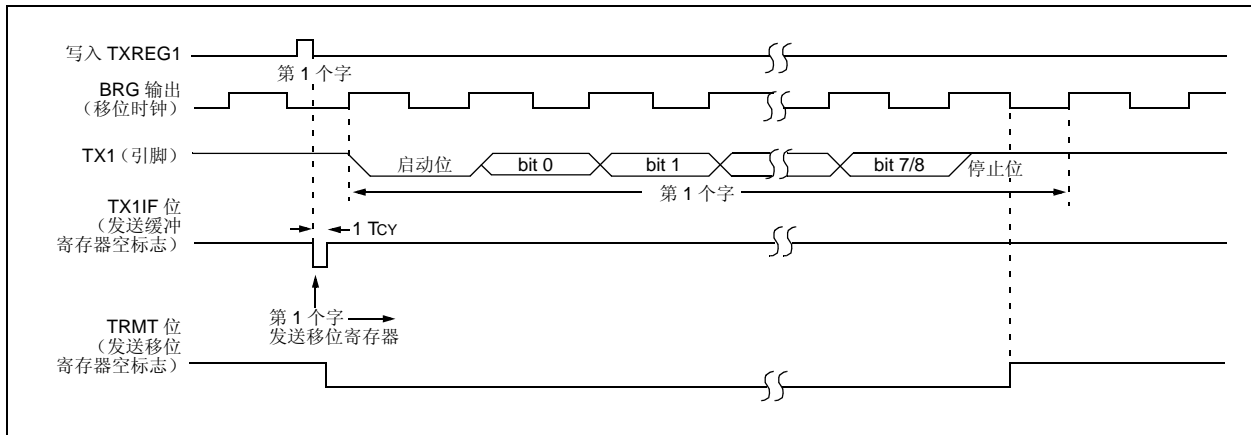 写入 TXREG1
第 1 个字
BRG 输出
（移位时钟）
TX1（引脚）
启动位
bit 0
bit 1
bit 7/8
停止位
第 1 个字
TX1IF 位
（发送缓冲
寄存器空标志）
1 TCY
第 1 个字
发送移位寄存器
TRMT 位
（发送移位
寄存器空标志）